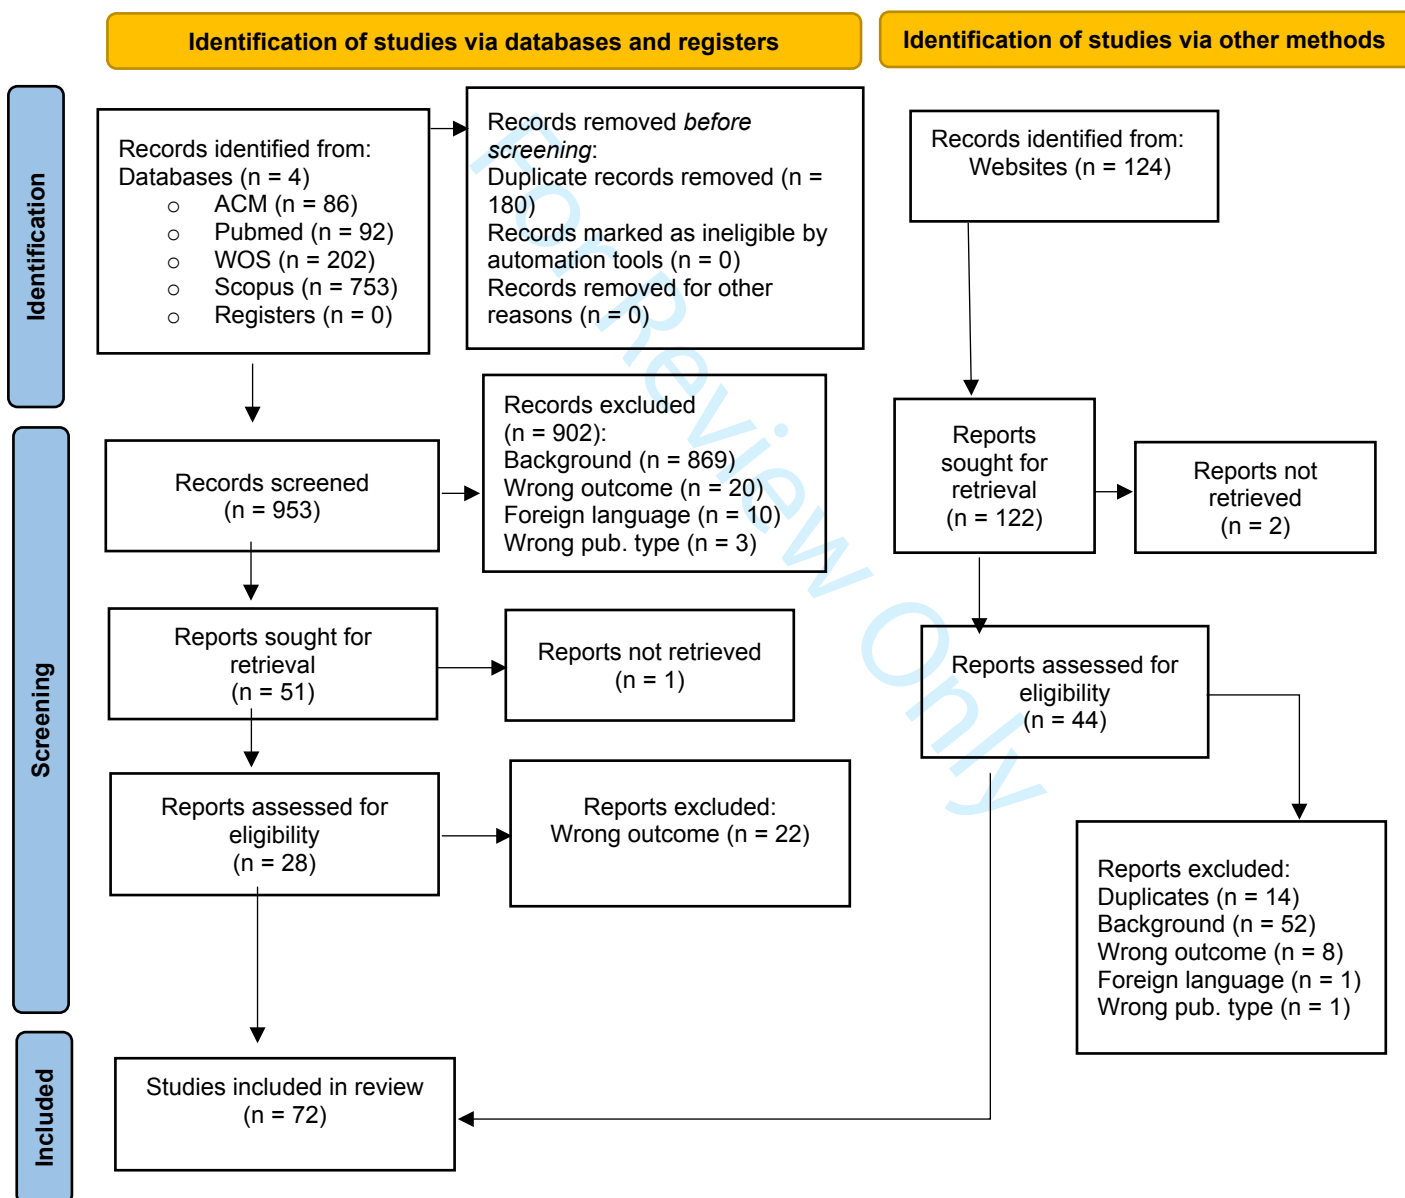 Identification of studies via databases and registers
Identification of studies via other methods
Identification
Records identified from:
Databases (n = 4)
o ACM (n = 86)
o Pubmed (n = 92)
o WOS (n = 202)
o Scopus (n = 753)
o Registers (n = 0)
Records removed before
screening:
Duplicate records removed (n =
180)
Records marked as ineligible by
automation tools (n = 0)
Records removed for other
reasons (n = 0)
Records identified from:
Websites (n = 124)
Screening
Records screened
(n = 953)
Records excluded
(n = 902):
Background (n = 869)
Wrong outcome (n = 20)
Foreign language (n = 10)
Wrong pub. type (n = 3)
Reports
sought for
retrieval
(n = 122)
Reports not
retrieved
(n = 2)
Reports sought for
retrieval
(n = 51)
Reports not retrieved
(n = 1)
Reports assessed for
eligibility
(n = 44)
Reports assessed for
eligibility
(n = 28)
Reports excluded:
Wrong outcome (n = 22)
Reports excluded:
Duplicates (n = 14)
Background (n = 52)
Wrong outcome (n = 8)
Foreign language (n = 1)
Wrong pub. type (n = 1)
Included
Studies included in review
(n = 72)
For Review Only